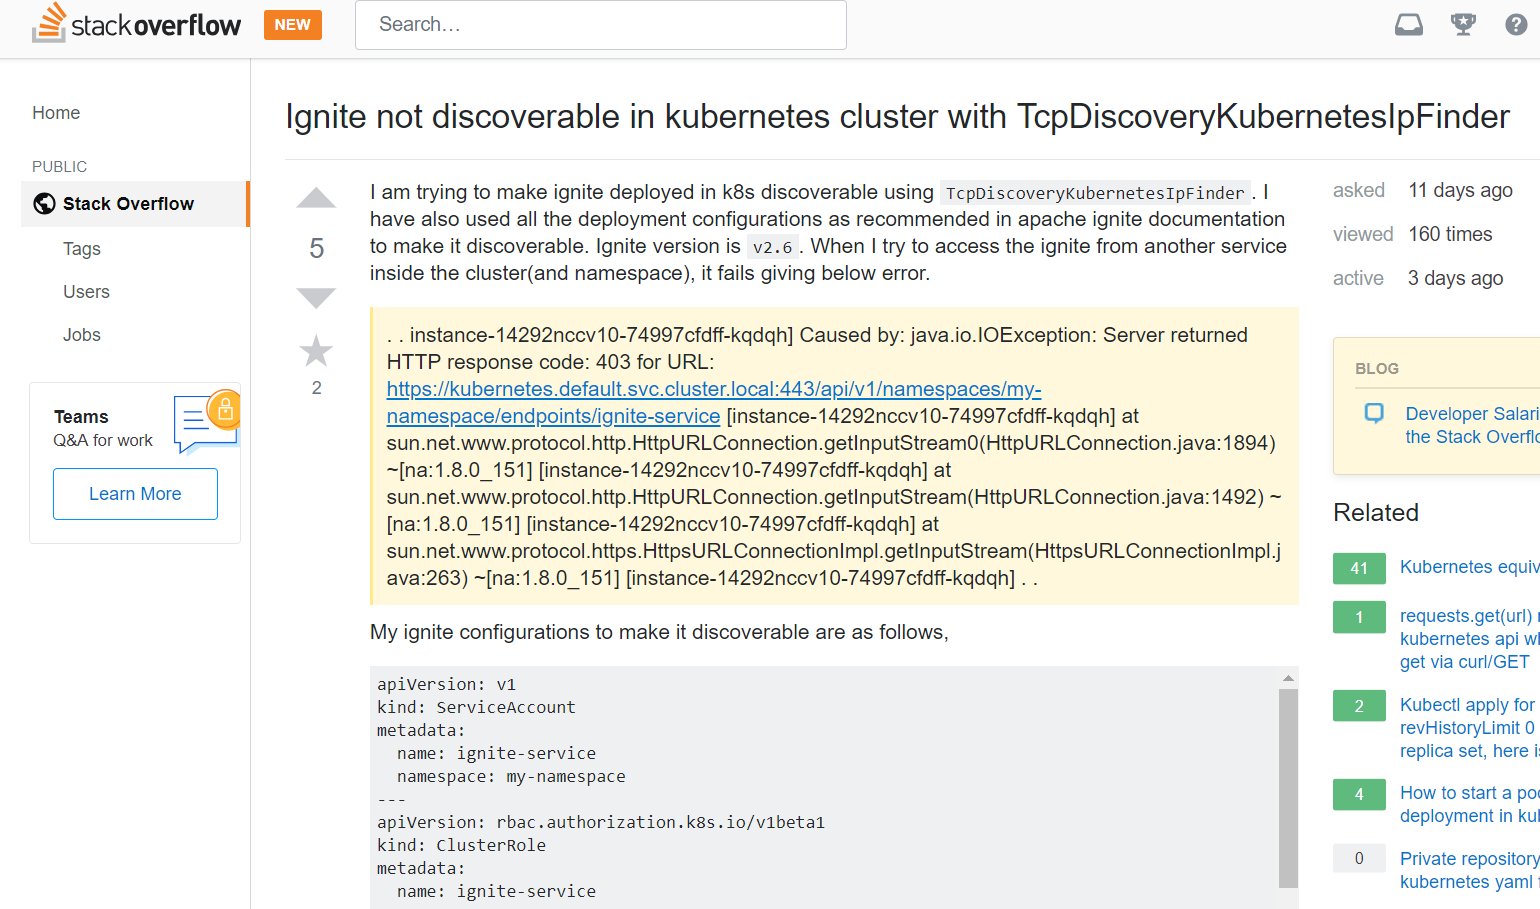 stackoverflow NEW Search…
Home
PUBLIC
Stack Overflow
Tags
Users
Jobs
Teams
Q&A for work
Learn More
Ignite not discoverable in kubernetes cluster with TcpDiscoveryKubernetesIpFinder
5
2
I am trying to make ignite deployed in k8s discoverable using TcpDiscoveryKubernetesIpFinder. I
have also used all the deployment configurations as recommended in apache ignite documentation
to make it discoverable. Ignite version is v2.6. When I try to access the ignite from another service
inside the cluster(and namespace), it fails giving below error.
. . instance-14292nccv10-74997cfdff-kqdqh] Caused by: java.io.IOException: Server returned
HTTP response code: 403 for URL:
https://kubernetes.default.svc.cluster.local:443/api/v1/namespaces/my-
namespace/endpoints/ignite-service [instance-14292nccv10-74997cfdff-kqdqh] at
sun.net.www.protocol.http.HttpURLConnection.getInputStream0(HttpURLConnection.java:1894)
~[na:1.8.0_151] [instance-14292nccv10-74997cfdff-kqdqh] at
sun.net.www.protocol.http.HttpURLConnection.getInputStream(HttpURLConnection.java:1492) ~
[na:1.8.0_151] [instance-14292nccv10-74997cfdff-kqdqh] at
sun.net.www.protocol.https.HttpsURLConnectionImpl.getInputStream(HttpsURLConnectionImpl.j
ava:263) ~[na:1.8.0_151] [instance-14292nccv10-74997cfdff-kqdqh] . .
My ignite configurations to make it discoverable are as follows,
apiVersion: v1
kind: ServiceAccount
metadata:
  name: ignite-service
  namespace: my-namespace
---
apiVersion: rbac.authorization.k8s.io/v1beta1
kind: ClusterRole
metadata:
  name: ignite-service
asked 11 days ago
viewed 160 times
active 3 days ago
BLOG
Developer Salari
the Stack Overflo
Related
41 Kubernetes equiv
1 requests.get(url)
kubernetes api
get via curl/GET
2 Kubectl apply for
revHistoryLimit 0
replica set, here
4 How to start a
deployment in
0 Private repository
kubernetes yaml